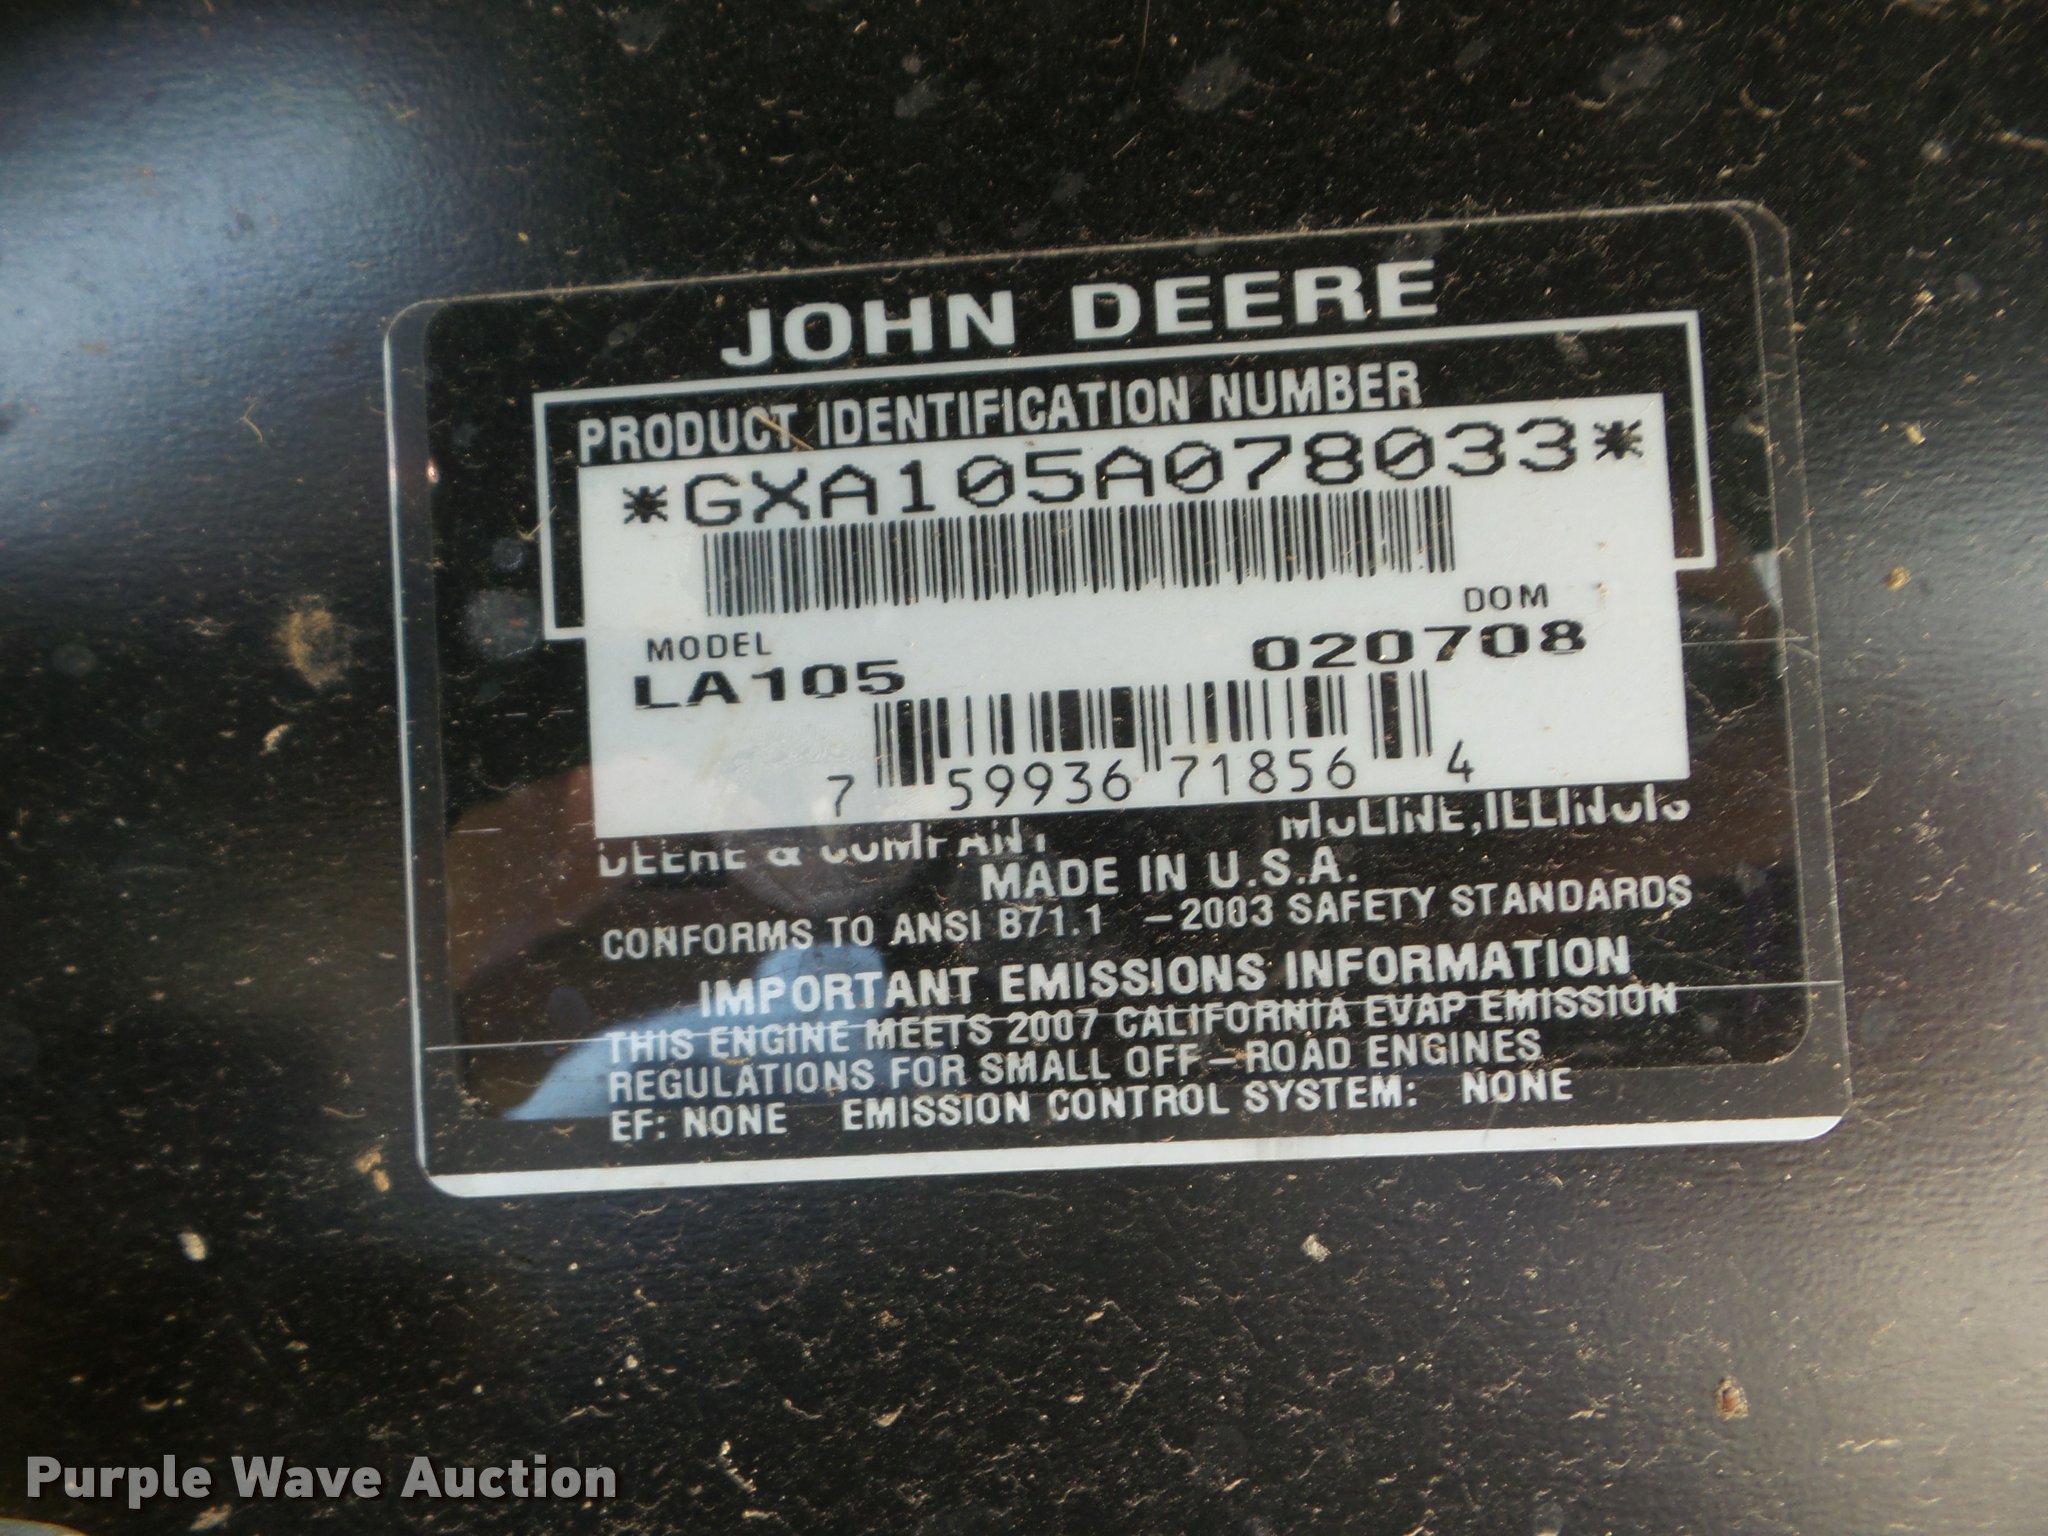 JOHN DEERE
PRODUCT IDENTIFICATION NUMBER
*GXA105A078033*
MODEL DOM
LA105 020708
7 59936 71856 4
DEERE & COMPANY MOLINE, ILLINOIS
MADE IN U.S.A.
CONFORMS TO ANSI B71.1 -2003 SAFETY STANDARDS
IMPORTANT EMISSIONS INFORMATION
THIS ENGINE MEETS 2007 CALIFORNIA EVAP EMISSION
REGULATIONS FOR SMALL OFF-ROAD ENGINES
EF: NONE EMISSION CONTROL SYSTEM: NONE
Purple Wave Auction